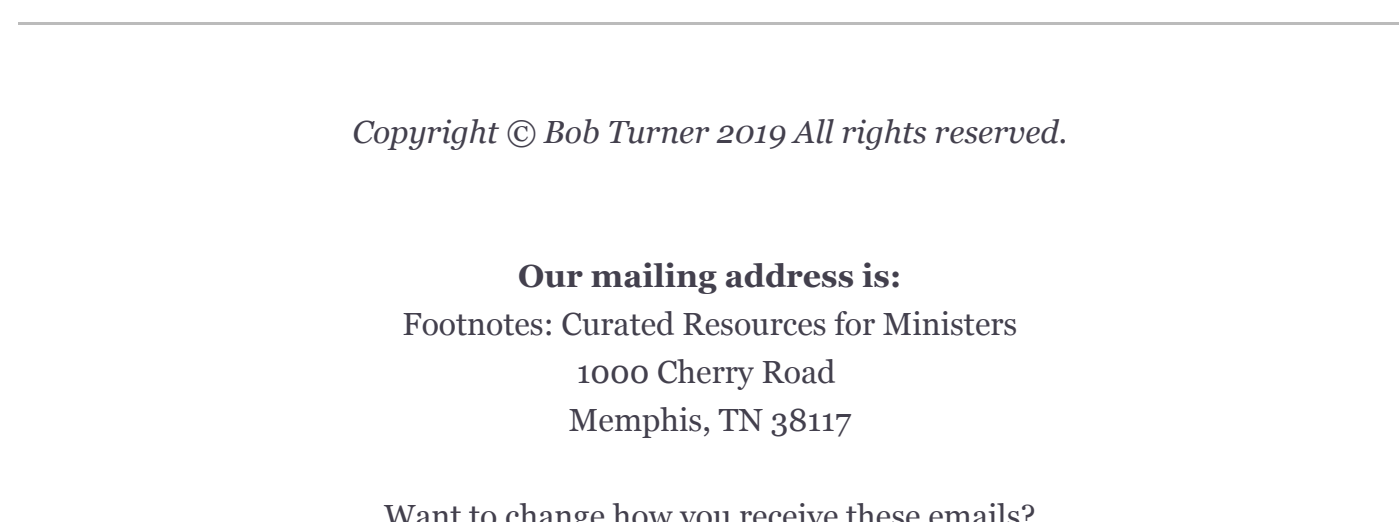 Copyright © Bob Turner 2019 All rights reserved.
Our mailing address is:
Footnotes: Curated Resources for Ministers
1000 Cherry Road
Memphis, TN 38117
Want to change how you receive these emails?